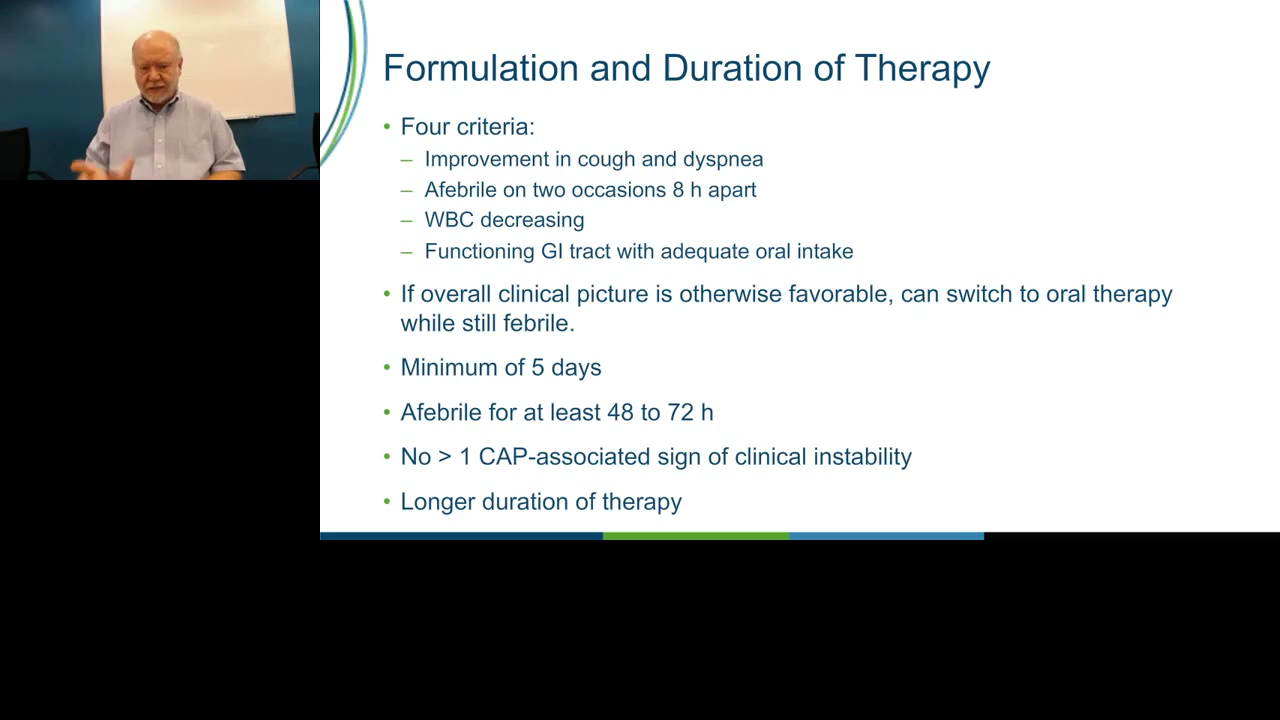 Formulation and Duration of Therapy
• Four criteria:
– Improvement in cough and dyspnea
– Afebrile on two occasions 8 h apart
– WBC decreasing
– Functioning GI tract with adequate oral intake
• If overall clinical picture is otherwise favorable, can switch to oral therapy
while still febrile.
• Minimum of 5 days
• Afebrile for at least 48 to 72 h
• No > 1 CAP-associated sign of clinical instability
• Longer duration of therapy